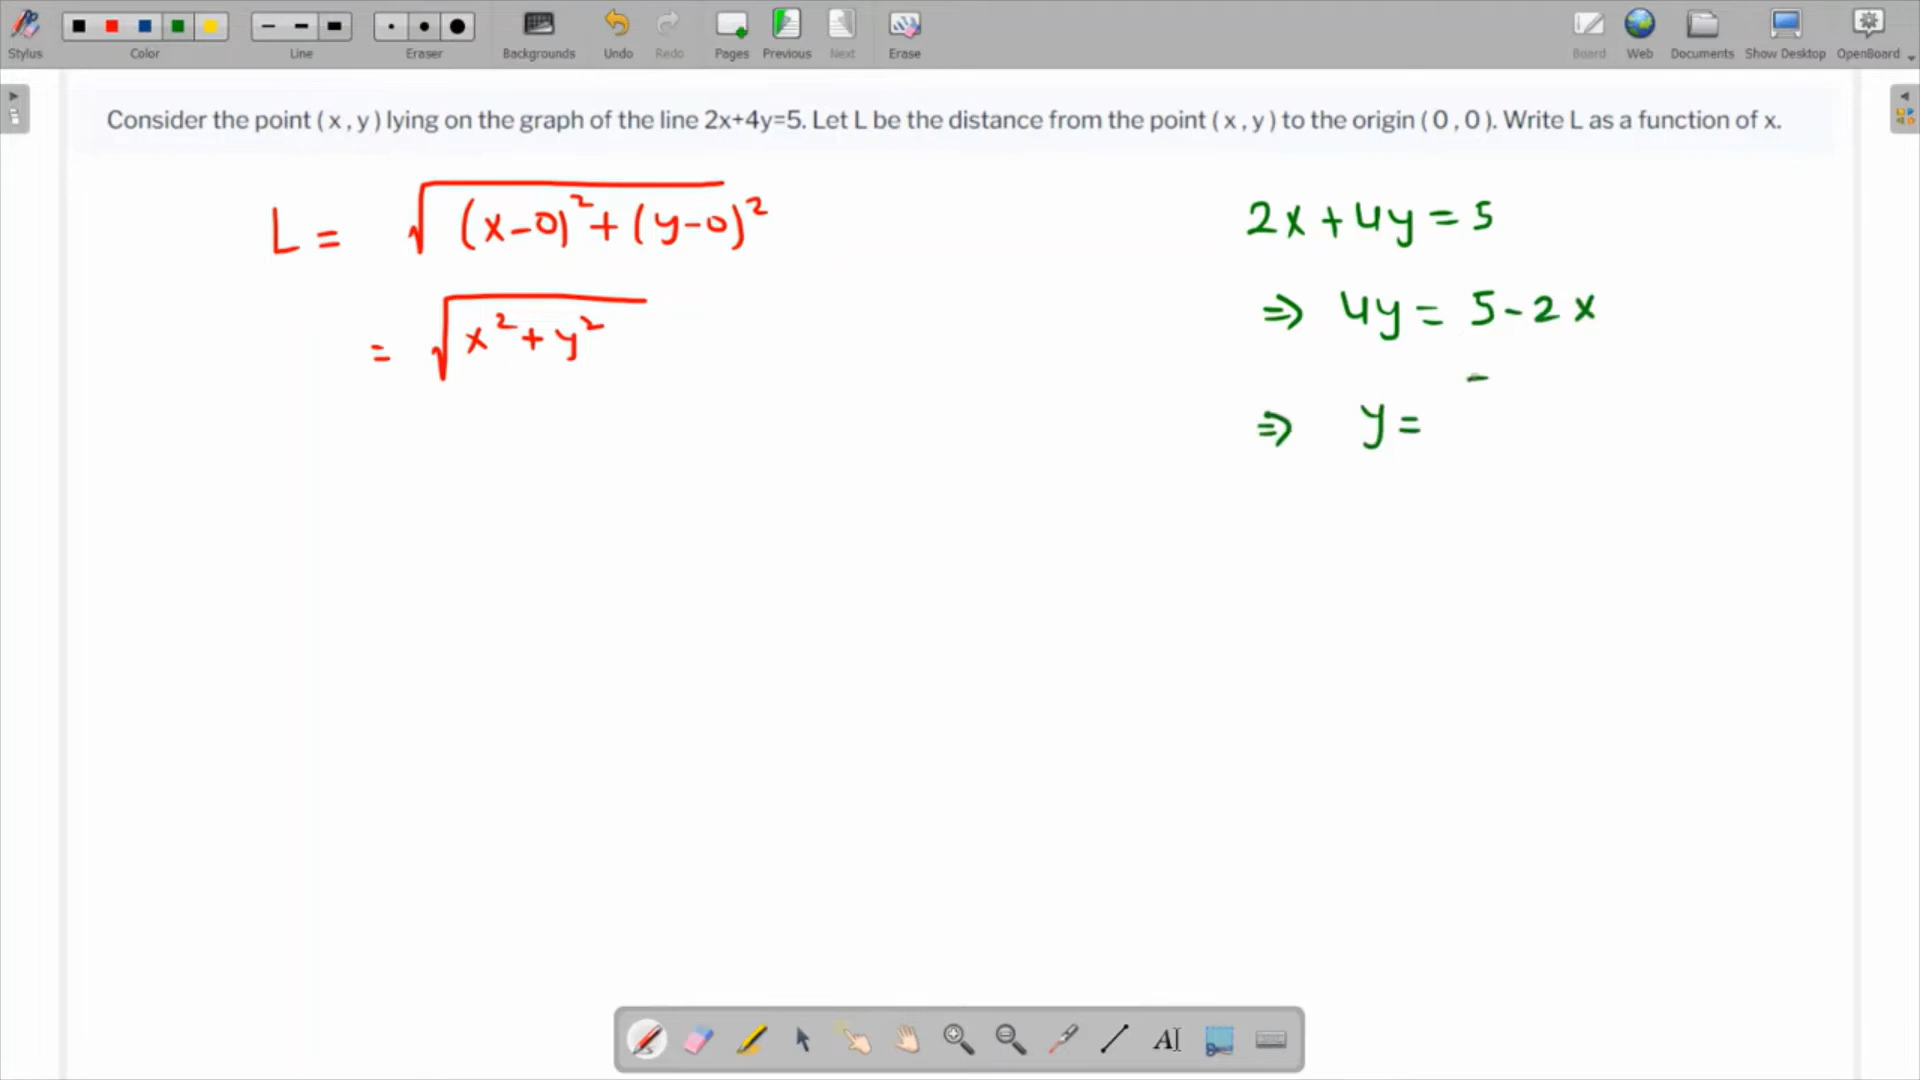 Stylus Color Line Eraser Backgrounds Undo Redo Pages Previous Next Erase Board Web Documents Show Desktop OpenBoard
Consider the point ( x , y ) lying on the graph of the line 2x+4y=5. Let L be the distance from the point ( x , y ) to the origin ( 0 , 0 ). Write L as a function of x.
L = √(x-0)²+(y-0)²
= √x²+y²
2x+4y=5
⇒ 4y= 5-2x
⇒ y=
AI